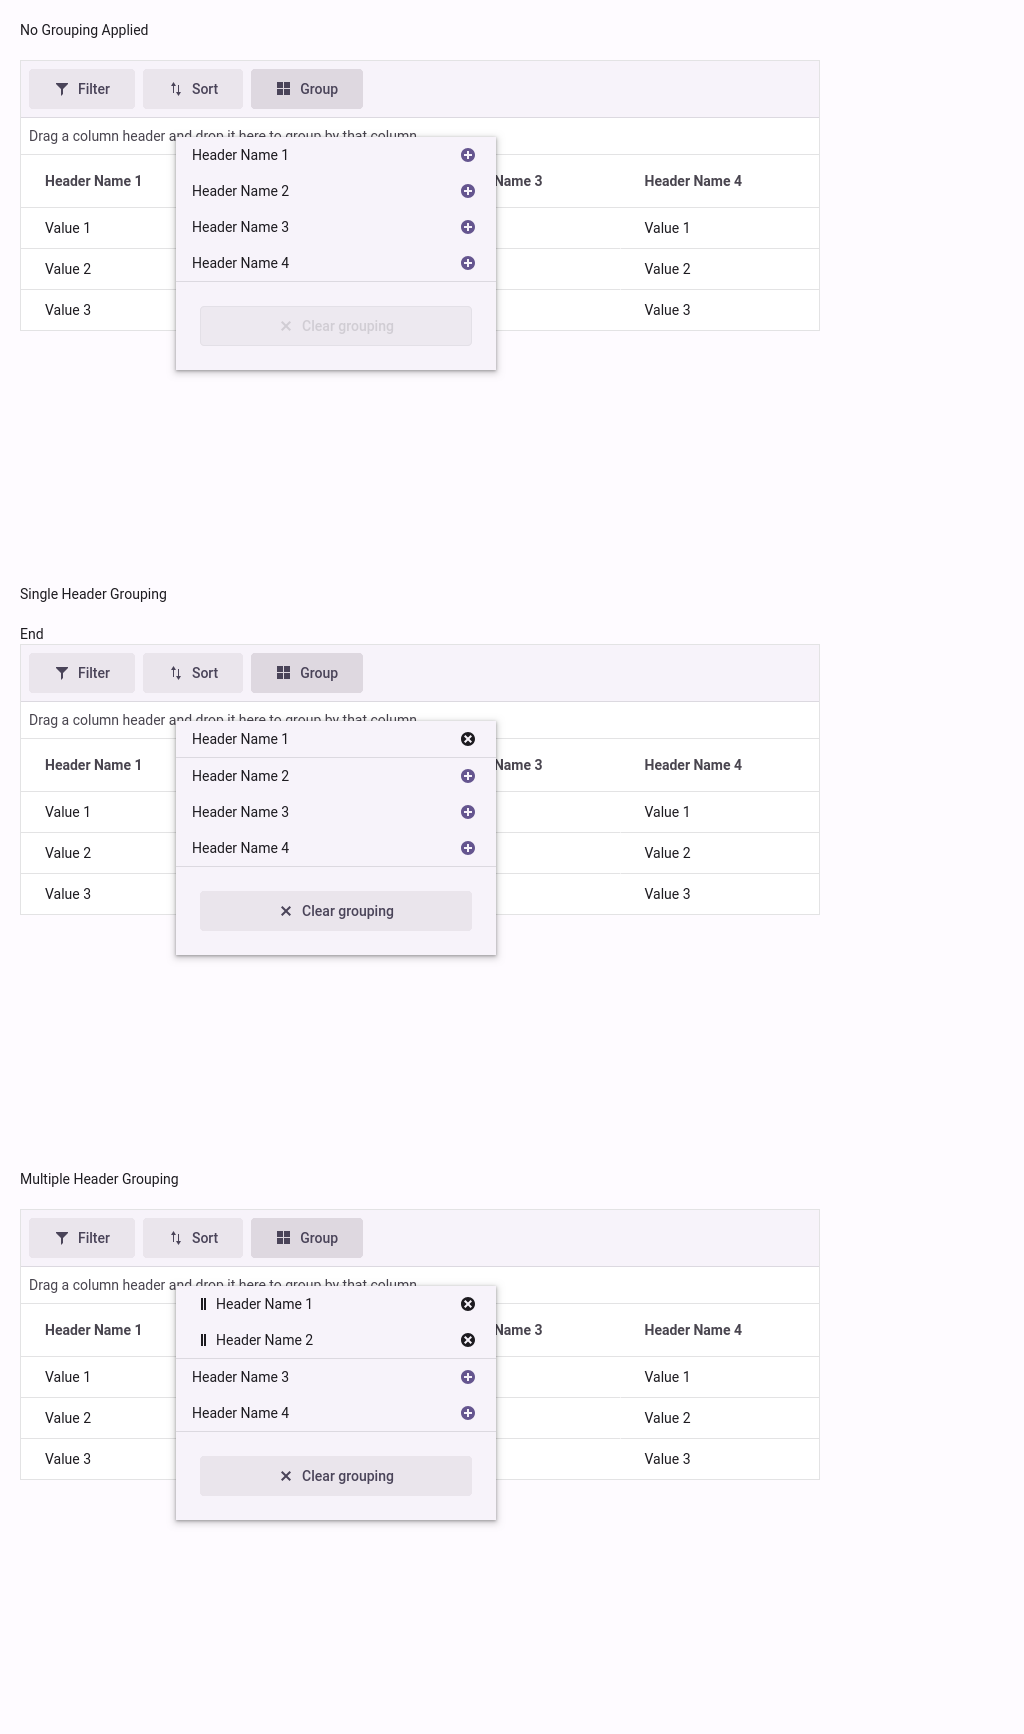 No Grouping Applied
Filter Sort Group
Drag a column header and drop it here to group by that column
Header Name 1
Header Name 1 Name 3 Header Name 4
Header Name 2
Value 1 Header Name 3 Value 1
Header Name 4
Value 2 Value 2
Value 3 Value 3
Clear grouping
Single Header Grouping
End
Filter Sort Group
Drag a column header and drop it here to group by that column
Header Name 1
Header Name 1 Name 3 Header Name 4
Header Name 2
Value 1 Header Name 3 Value 1
Value 2 Header Name 4 Value 2
Value 3 Value 3
Clear grouping
Multiple Header Grouping
Filter Sort Group
Drag a column header and drop it here to group by that column
Header Name 1
Header Name 1 Name 3 Header Name 4
Header Name 2
Value 1 Header Name 3 Value 1
Value 2 Header Name 4 Value 2
Value 3 Value 3
Clear grouping